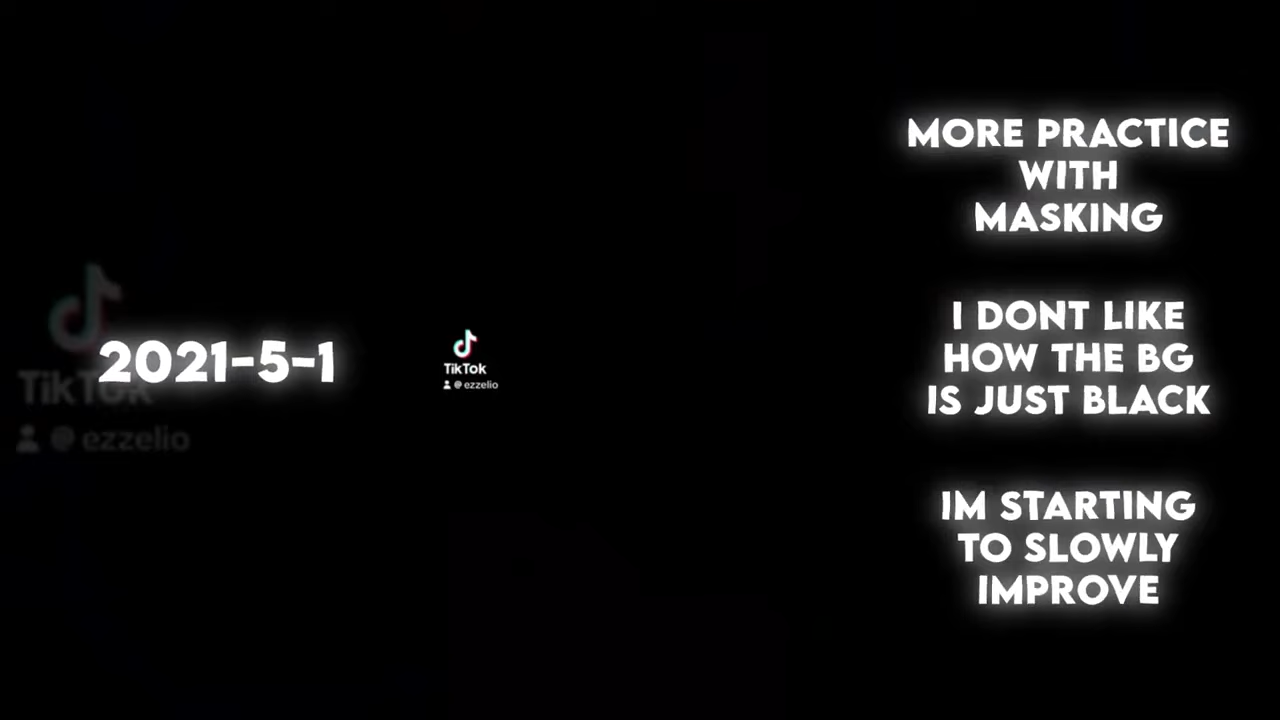 TikTok
@ ezzelio
2021-5-1
TikTok
@ ezzelio
MORE PRACTICE
WITH
MASKING
I DONT LIKE
HOW THE BG
IS JUST BLACK
IM STARTING
TO SLOWLY
IMPROVE